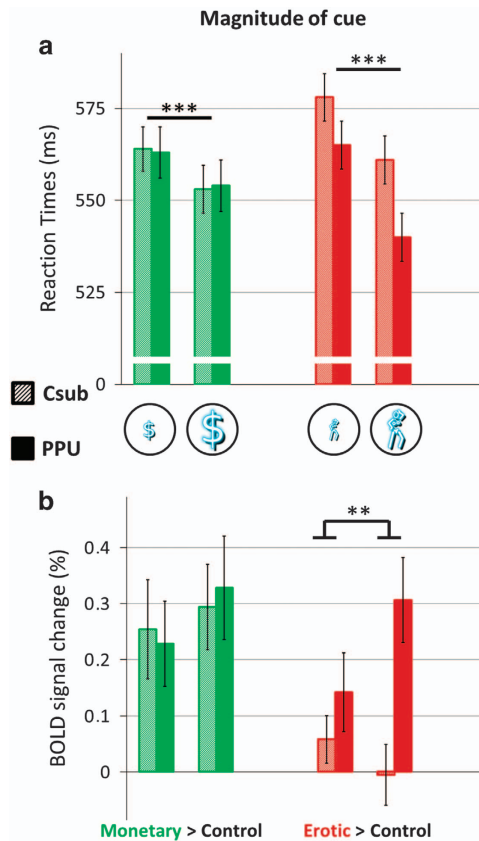 Magnitude of cue
a
Reaction Times (ms)
575
550
525
0
***
***
$
$
Csub
PPU
b
BOLD signal change (%)
0.4
0.3
0.2
0.1
0
**
Monetary > Control
Erotic > Control